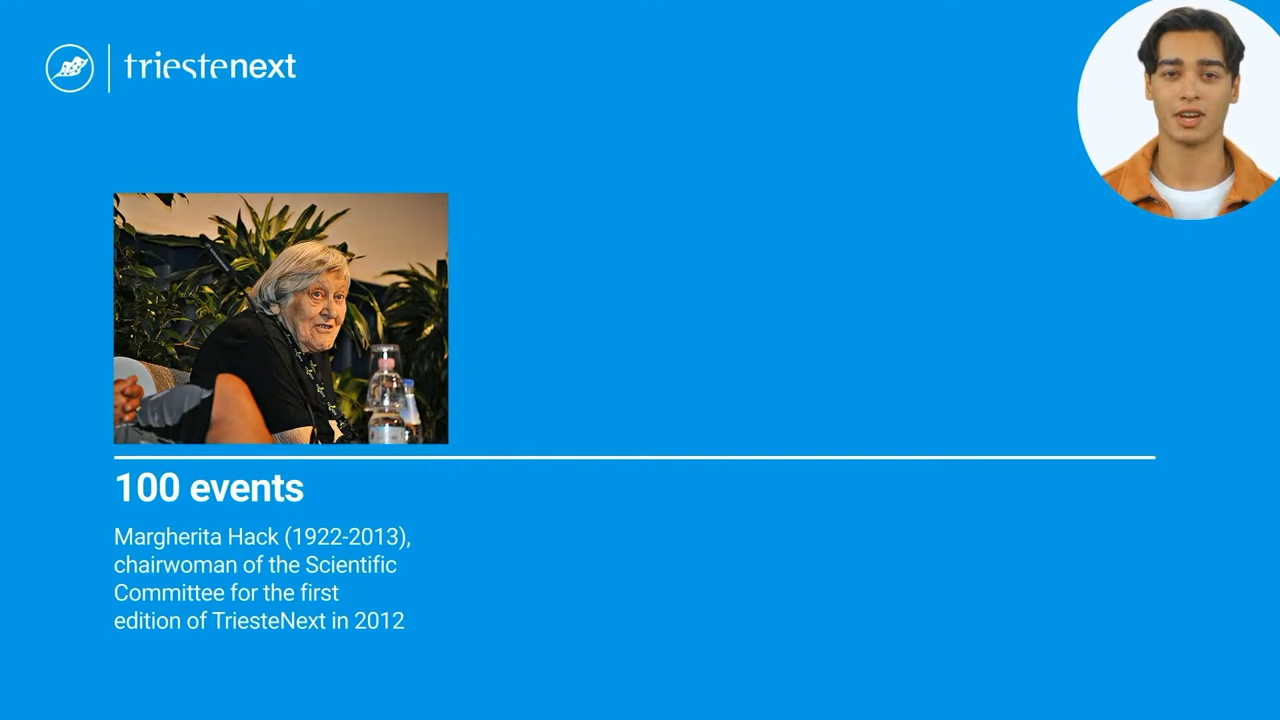 triestenext
100 events
Margherita Hack (1922-2013),
chairwoman of the Scientific
Committee for the first
edition of TriesteNext in 2012